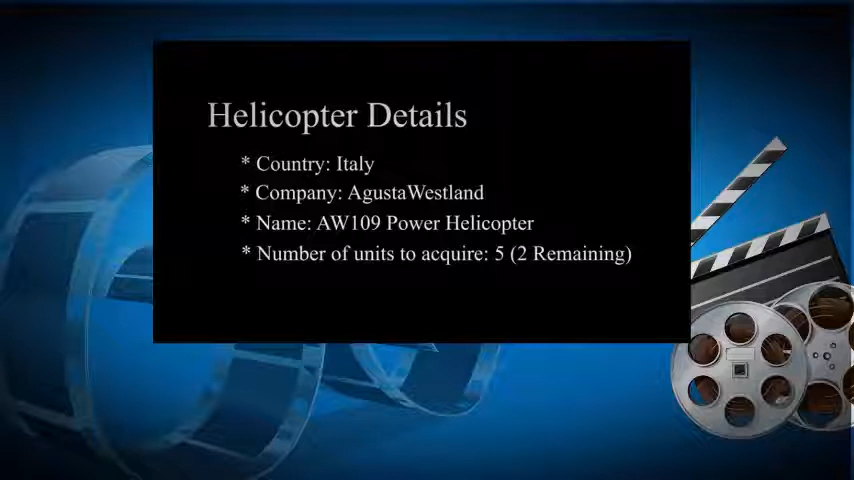 Helicopter Details
* Country: Italy
* Company: AgustaWestland
* Name: AW109 Power Helicopter
* Number of units to acquire: 5 (2 Remaining)